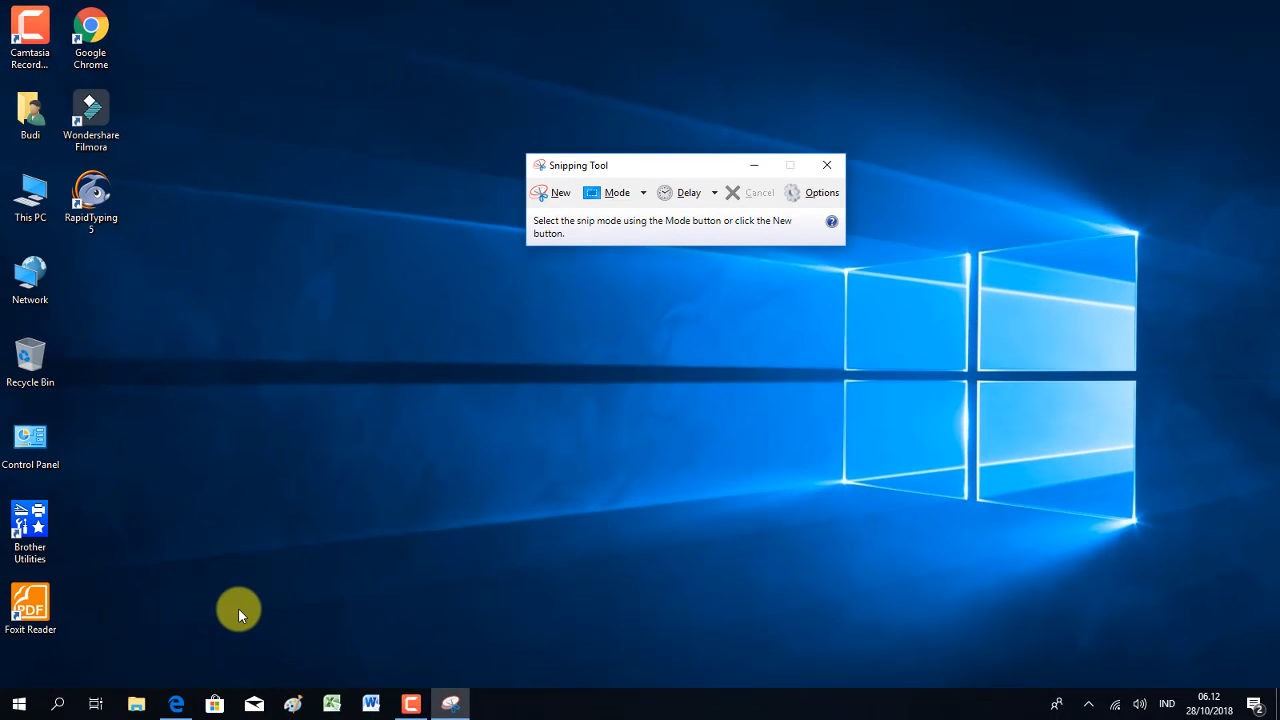 Camtasia
Record...
Google
Chrome
Budi
Wondershare
Filmora
This PC
RapidTyping
5
Network
Recycle Bin
Control Panel
Brother
Utilities
PDF
Foxit Reader
Snipping Tool
New
Mode
Delay
Cancel
Options
Select the snip mode using the Mode button or click the New
button.
IND
06.12
28/10/2018
2